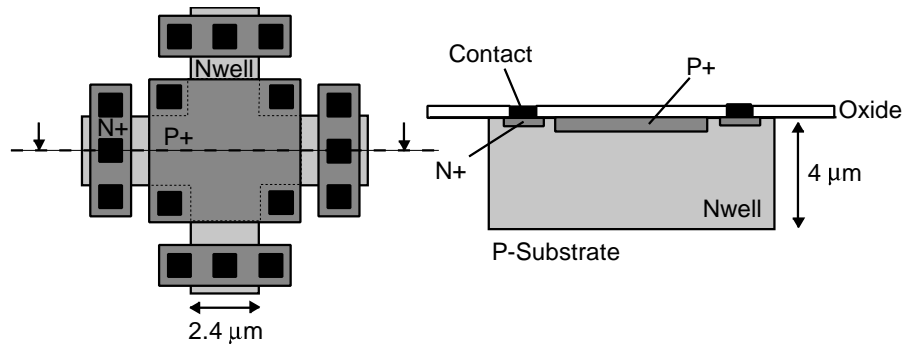 Nwell
N+
P+
2.4 μm
Contact
P+
Oxide
N+
4 μm
Nwell
P-Substrate